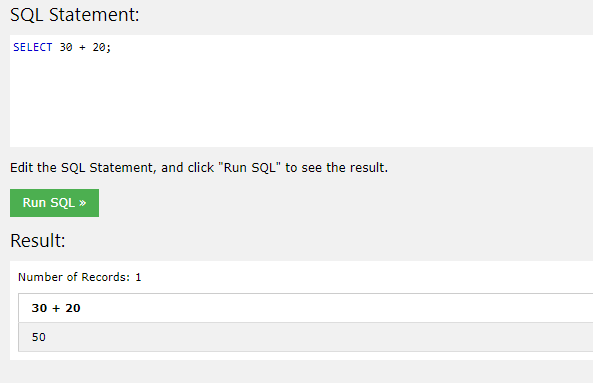 SQL Statement:
SELECT 30 + 20;
Edit the SQL Statement, and click "Run SQL" to see the result.
Run SQL »
Result:
Number of Records: 1
30 + 20
50